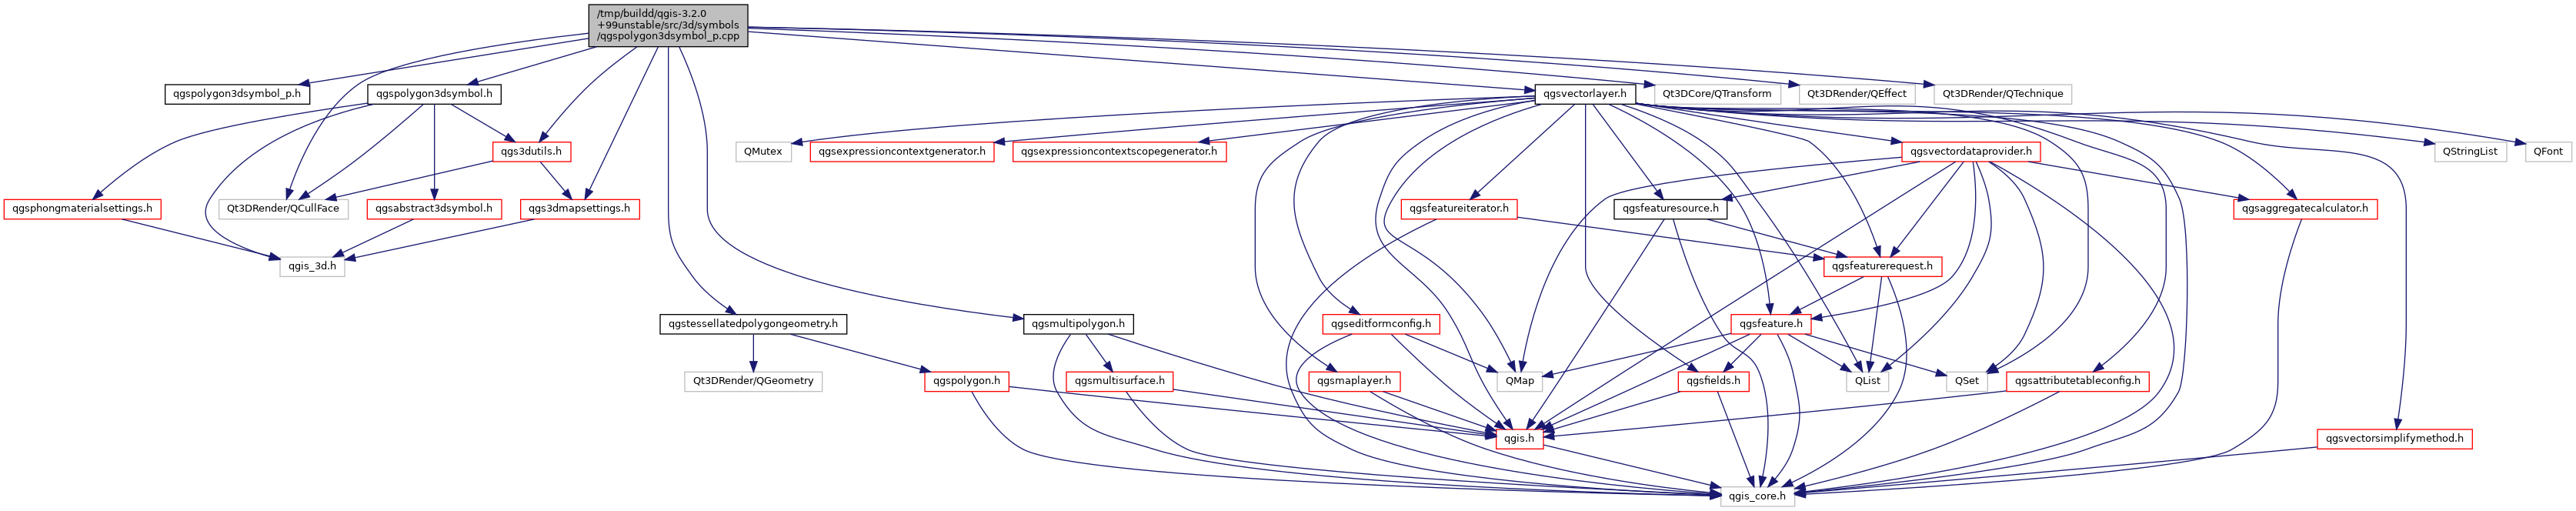 /tmp/buildd/qgis-3.2.0
+99unstable/src/3d/symbols
/qgspolygon3dsymbol_p.cpp
qgspolygon3dsymbol_p.h
qgspolygon3dsymbol.h
qgsvectorlayer.h
Qt3DCore/QTransform
Qt3DRender/QEffect
Qt3DRender/QTechnique
qgs3dutils.h
QMutex
qgsexpressioncontextgenerator.h
qgsexpressioncontextscopegenerator.h
qgsvectordataprovider.h
QStringList
QFont
qgsphongmaterialsettings.h
Qt3DRender/QCullFace
qgsabstract3dsymbol.h
qgs3dmapsettings.h
qgsfeatureiterator.h
qgsfeaturesource.h
qgsaggregatecalculator.h
qgis_3d.h
qgsfeaturerequest.h
qgstessellatedpolygongeometry.h
qgsmultipolygon.h
qgseditformconfig.h
qgsfeature.h
Qt3DRender/QGeometry
qgspolygon.h
qgsmultisurface.h
qgsmaplayer.h
QMap
qgsfields.h
QList
QSet
qgsattributetableconfig.h
qgis.h
qgsvectorsimplifymethod.h
qgis_core.h